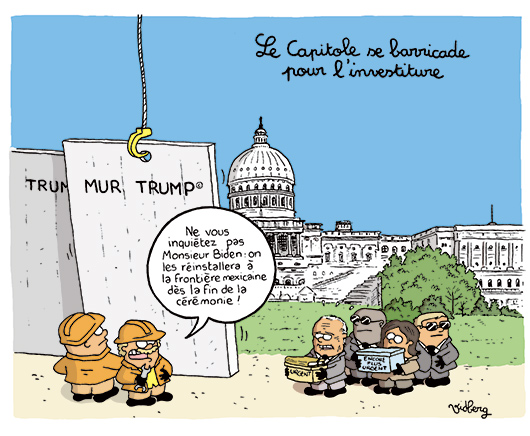 Le Capitole se barricade
pour l'investiture
TRUM
MUR TRUMP©
Ne vous
inquiétez pas
Monsieur Biden: on
les réinstallera à
la frontière mexicaine
dès la fin de la
cérémonie !
URGENT
ENCORE
PLUS
URGENT
Vidberg